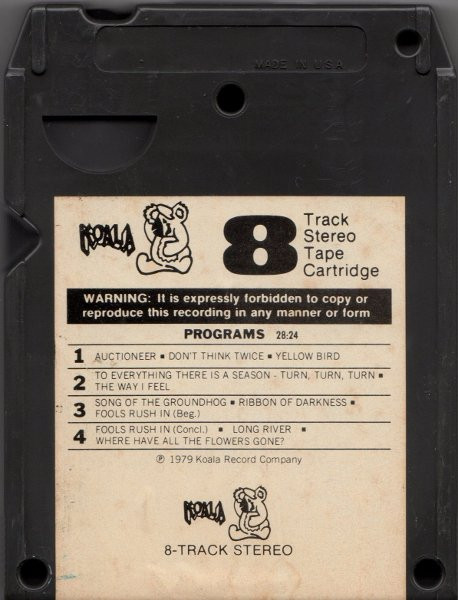 MADE IN U.S.A.
KOALA
8
Track
Stereo
Tape
Cartridge
WARNING: It is expressly forbidden to copy or
reproduce this recording in any manner or form
PROGRAMS 28:24
1 AUCTIONEER ▪ DON'T THINK TWICE ▪ YELLOW BIRD
2 TO EVERYTHING THERE IS A SEASON - TURN, TURN, TURN ▪
THE WAY I FEEL
3 SONG OF THE GROUNDHOG ▪ RIBBON OF DARKNESS ▪
FOOLS RUSH IN (Beg.)
4 FOOLS RUSH IN (Concl.) ▪ LONG RIVER ▪
WHERE HAVE ALL THE FLOWERS GONE?
℗ 1979 Koala Record Company
KOALA
8-TRACK STEREO